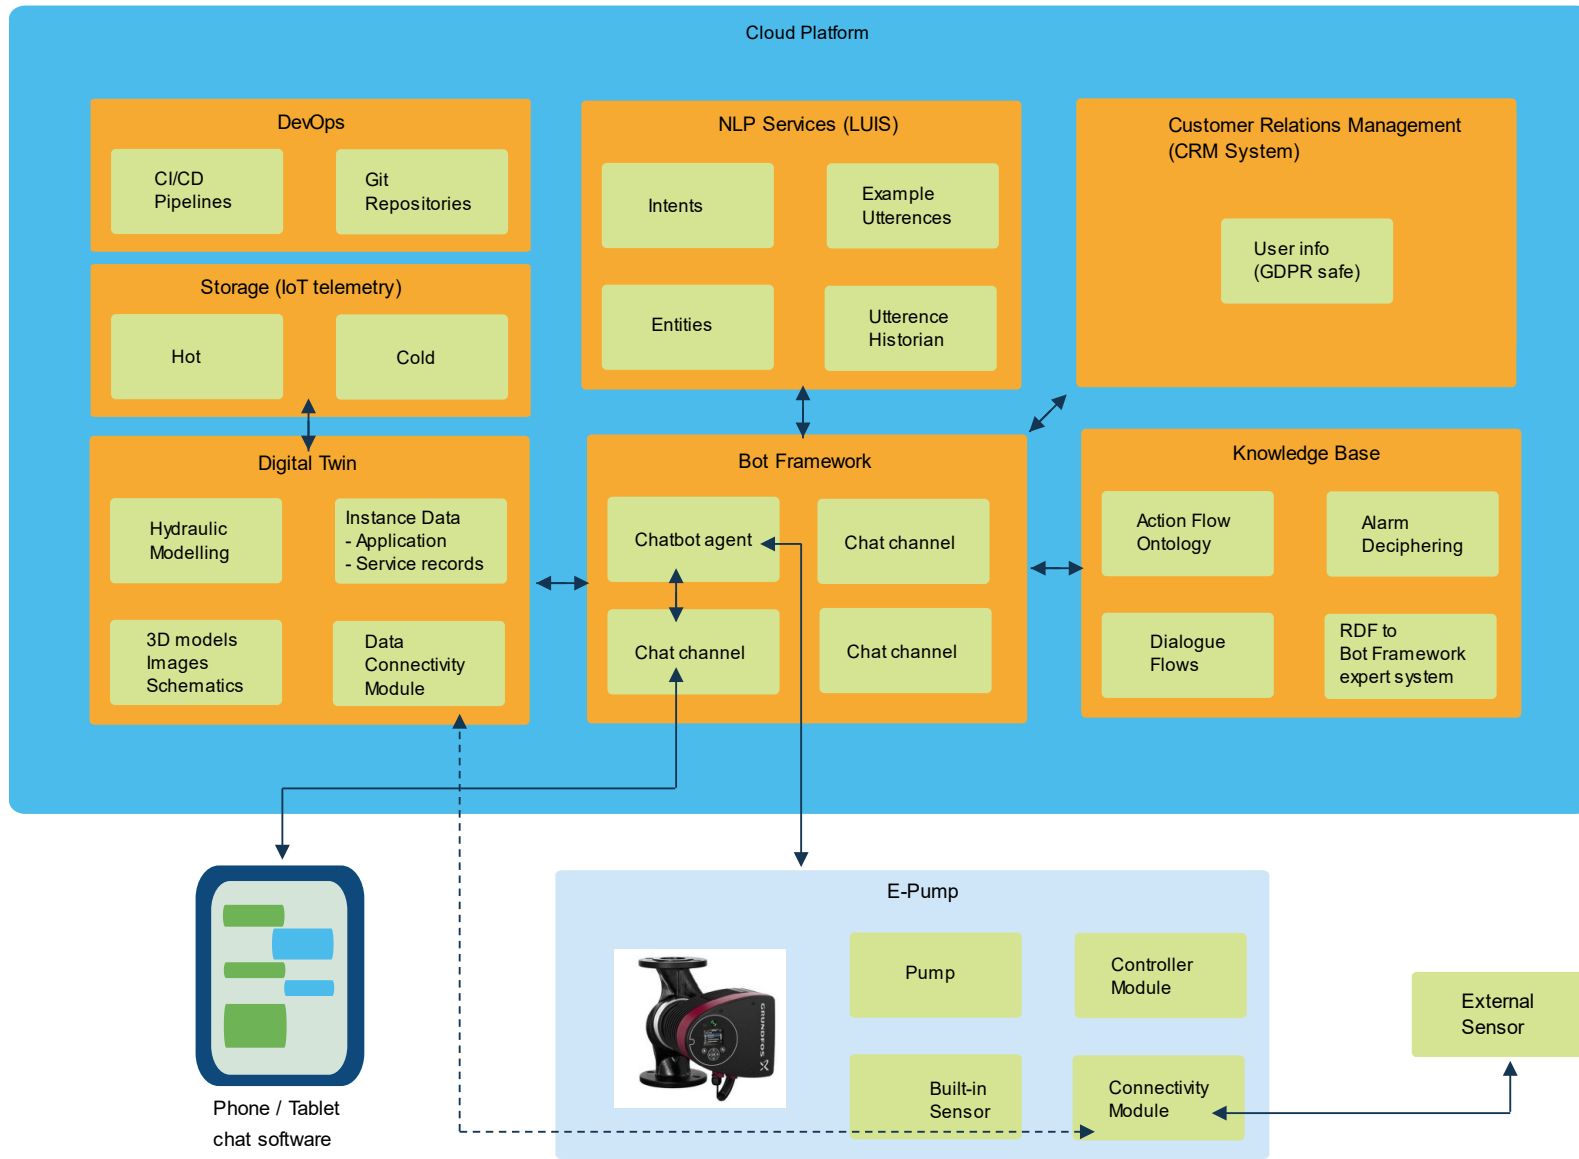 Cloud Platform
DevOps
CI/CD
Pipelines
Git
Repositories
Storage (IoT telemetry)
Hot
Cold
Digital Twin
Hydraulic
Modelling
Instance Data
- Application
- Service records
3D models
Images
Schematics
Data
Connectivity
Module
NLP Services (LUIS)
Intents
Example
Utterences
Entities
Utterence
Historian
Bot Framework
Chatbot agent
Chat channel
Chat channel
Chat channel
Customer Relations Management
(CRM System)
User info
(GDPR safe)
Knowledge Base
Action Flow
Ontology
Alarm
Deciphering
Dialogue
Flows
RDF to
Bot Framework
expert system
Phone / Tablet
chat software
E-Pump
GRUNDFOS
Pump
Controller
Module
Built-in
Sensor
Connectivity
Module
External
Sensor